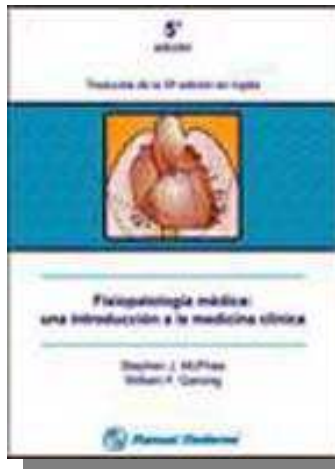 5ª
edición
Traducido de la 5ª edición en inglés
Fisiopatología médica:
una introducción a la medicina clínica
Stephen J. McPhee
William F. Ganong
Manual Moderno